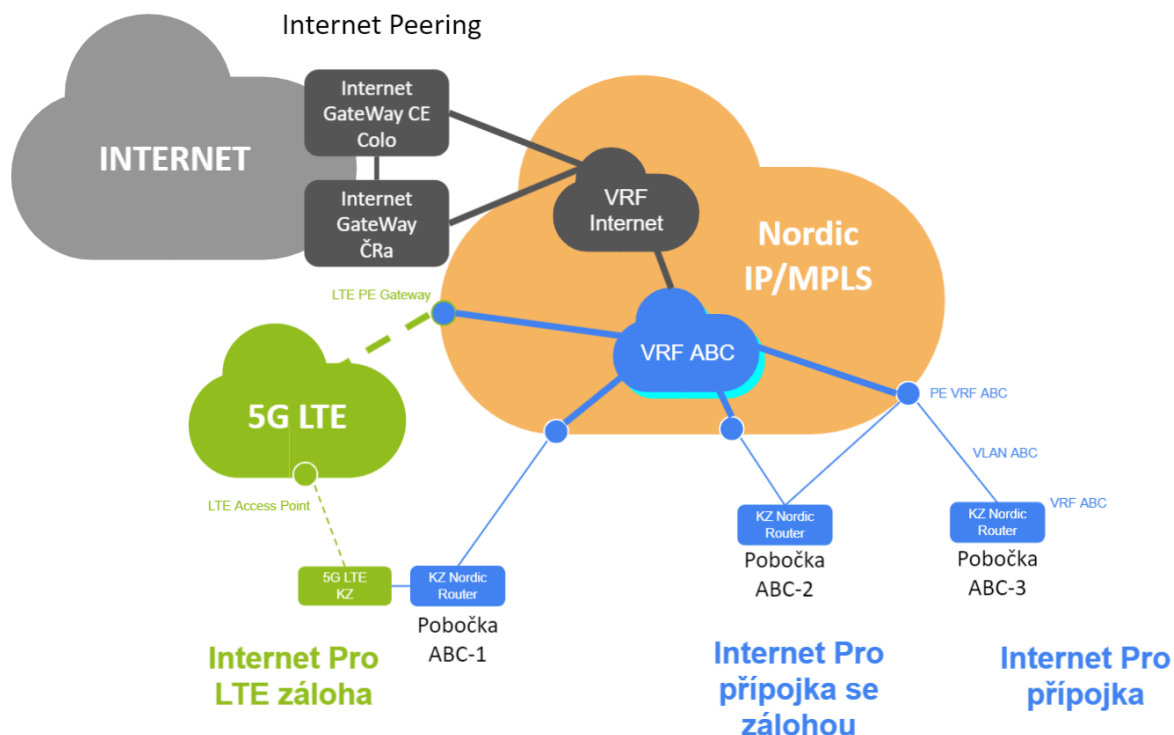 Internet Peering
INTERNET
Internet
GateWay CE
Colo
Internet
GateWay
ČRa
VRF
Internet
Nordic
IP/MPLS
LTE PE Gateway
VRF ABC
5G LTE
PE VRF ABC
VLAN ABC
LTE Access Point
VRF ABC
KZ Nordic
Router
Pobočka
ABC-2
KZ Nordic
Router
Pobočka
ABC-3
5G LTE
KZ
KZ Nordic
Router
Pobočka
ABC-1
Internet Pro
LTE záloha
Internet Pro
přípojka se
zálohou
Internet Pro
přípojka